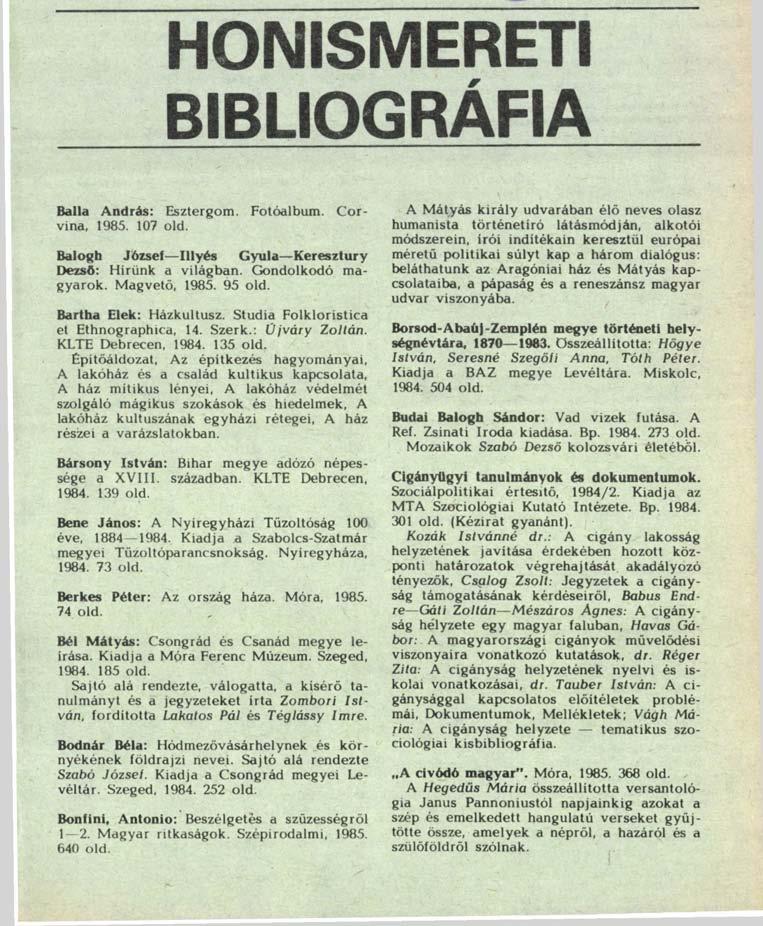 HONISMERETI
BIBLIOGRÁFIA
Balla András: Esztergom. Fotóalbum. Cor-
vina, 1985. 107 old.
Balogh József—Illyés Gyula—Keresztury
Dezső: Hírünk a világban. Gondolkodó ma-
gyarok. Magvető, 1985. 95 old.
Bartha Elek: Házkultusz. Studia Folkloristica
et Ethnographica, 14. Szerk.: Újváry Zoltán.
KLTE Debrecen, 1984. 135 old.
Építőáldozat, Az építkezés hagyományai,
A lakóház és a család kultikus kapcsolata,
A ház mítikus lényei, A lakóház védelmét
szolgáló mágikus szokások és hiedelmek, A
lakóház kultuszának egyházi rétegei, A ház
részei a varázslatokban.
Bársony István: Bihar megye adózó népes-
sége a XVIII. században. KLTE Debrecen,
1984. 139 old.
Bene János: A Nyíregyházi Tűzoltóság 100
éve, 1884—1984. Kiadja a Szabolcs-Szatmár
megyei Tűzoltóparancsnokság. Nyíregyháza,
1984. 73 old.
Berkes Péter: Az ország háza. Móra, 1985.
74 old.
Bél Mátyás: Csongrád és Csanád megye le-
írása. Kiadja a Móra Ferenc Múzeum. Szeged,
1984. 185 old.
Sajtó alá rendezte, válogatta, a kísérő ta-
nulmányt és a jegyzeteket írta Zombori Ist-
ván, fordította Lakatos Pál és Téglássy Imre.
Bodnár Béla: Hódmezővásárhelynek és kör-
nyékének földrajzi nevei. Sajtó alá rendezte
Szabó József. Kiadja a Csongrád megyei Le-
véltár. Szeged, 1984. 252 old.
Bonfini, Antonio: Beszélgetés a szüzességről
1—2. Magyar ritkaságok. Szépirodalmi, 1985.
640 old.
A Mátyás király udvarában élő neves olasz
humanista történetíró látásmódján, alkotói
módszerein, írói indítékain keresztül európai
méretű politikai súlyt kap a három dialógus:
beláthatunk az Aragóniai ház és Mátyás kap-
csolataiba, a pápaság és a reneszánsz magyar
udvar viszonyába.
Borsod-Abaúj-Zemplén megye történeti hely-
ségnévtára, 1870—1983. Összeállította: Hőgye
István, Seresné Szegőfi Anna, Tóth Péter.
Kiadja a BAZ megye Levéltára. Miskolc,
1984. 504 old.
Budai Balogh Sándor: Vad vizek futása. A
Ref. Zsinati Iroda kiadása. Bp. 1984. 273 old.
Mozaikok Szabó Dezső kolozsvári életéből.
Cigányügyi tanulmányok és dokumentumok.
Szociálpolitikai értesítő, 1984/2. Kiadja az
MTA Szociológiai Kutató Intézete. Bp. 1984.
301 old. (Kézirat gyanánt).
Kozák Istvánné dr.: A cigány lakosság
helyzetének javítása érdekében hozott köz-
ponti határozatok végrehajtását akadályozó
tényezők, Csalog Zsolt: Jegyzetek a cigány-
ság támogatásának kérdéseiről, Babus End-
re—Gáti Zoltán—Mészáros Ágnes: A cigány-
ság helyzete egy magyar faluban, Havas Gá-
bor: A magyarországi cigányok művelődési
viszonyaira vonatkozó kutatások, dr. Réger
Zita: A cigányság helyzetének nyelvi és is-
kolai vonatkozásai, dr. Tauber István: A ci-
gánysággal kapcsolatos előítéletek problé-
mái, Dokumentumok, Mellékletek; Vágh Má-
ria: A cigányság helyzete — tematikus szo-
ciológiai kisbibliográfia.
„A civódó magyar". Móra, 1985. 368 old.
A Hegedűs Mária összeállította versantoló-
gia Janus Pannoniustól napjainkig azokat a
szép és emelkedett hangulatú verseket gyűj-
tötte össze, amelyek a népről, a hazáról és a
szülőföldről szólnak.